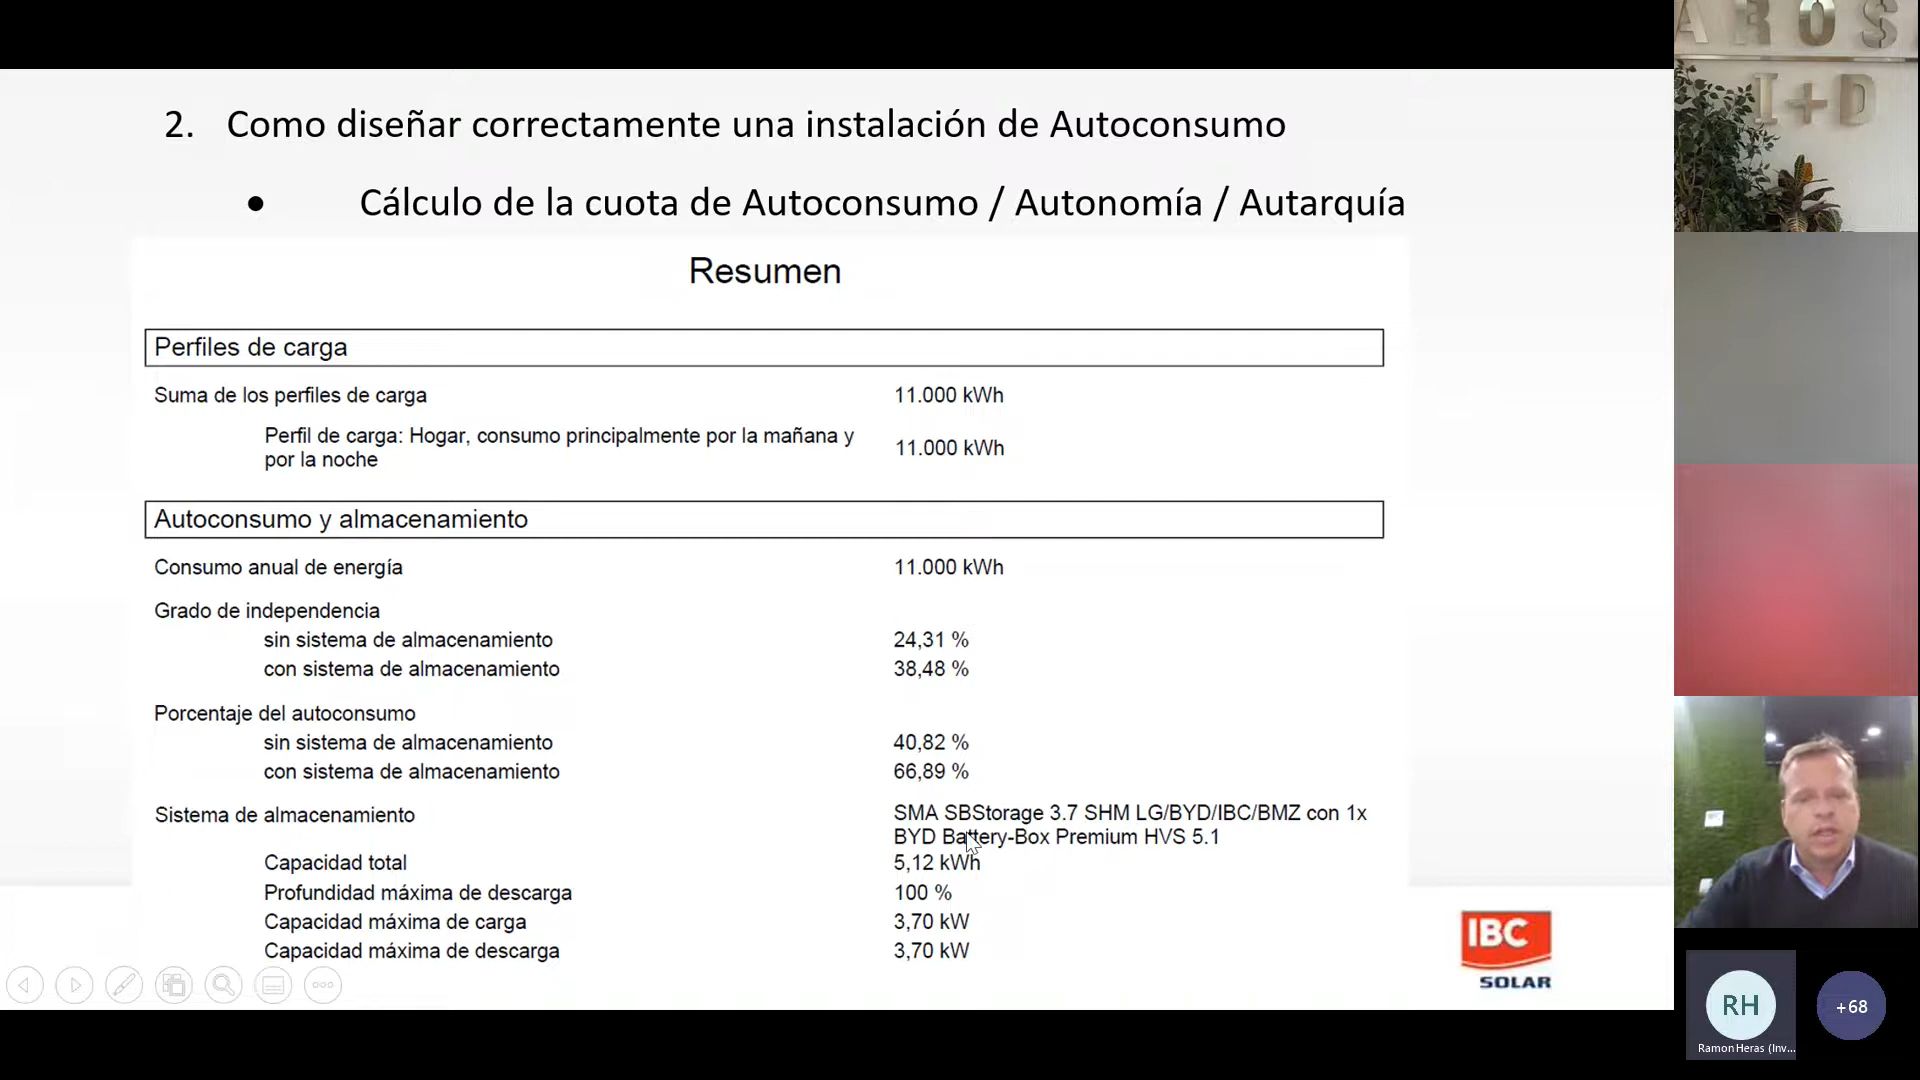 2. Como diseñar correctamente una instalación de Autoconsumo
• Cálculo de la cuota de Autoconsumo / Autonomía / Autarquía
Resumen
Perfiles de carga
Suma de los perfiles de carga 11.000 kWh
Perfil de carga: Hogar, consumo principalmente por la mañana y
por la noche 11.000 kWh
Autoconsumo y almacenamiento
Consumo anual de energía 11.000 kWh
Grado de independencia
sin sistema de almacenamiento 24,31 %
con sistema de almacenamiento 38,48 %
Porcentaje del autoconsumo
sin sistema de almacenamiento 40,82 %
con sistema de almacenamiento 66,89 %
Sistema de almacenamiento SMA SBStorage 3.7 SHM LG/BYD/IBC/BMZ con 1x
BYD Battery-Box Premium HVS 5.1
Capacidad total 5,12 kWh
Profundidad máxima de descarga 100 %
Capacidad máxima de carga 3,70 kW
Capacidad máxima de descarga 3,70 kW
IBC
SOLAR
AROS
I+D
RH
Ramon Heras (Inv...
+68